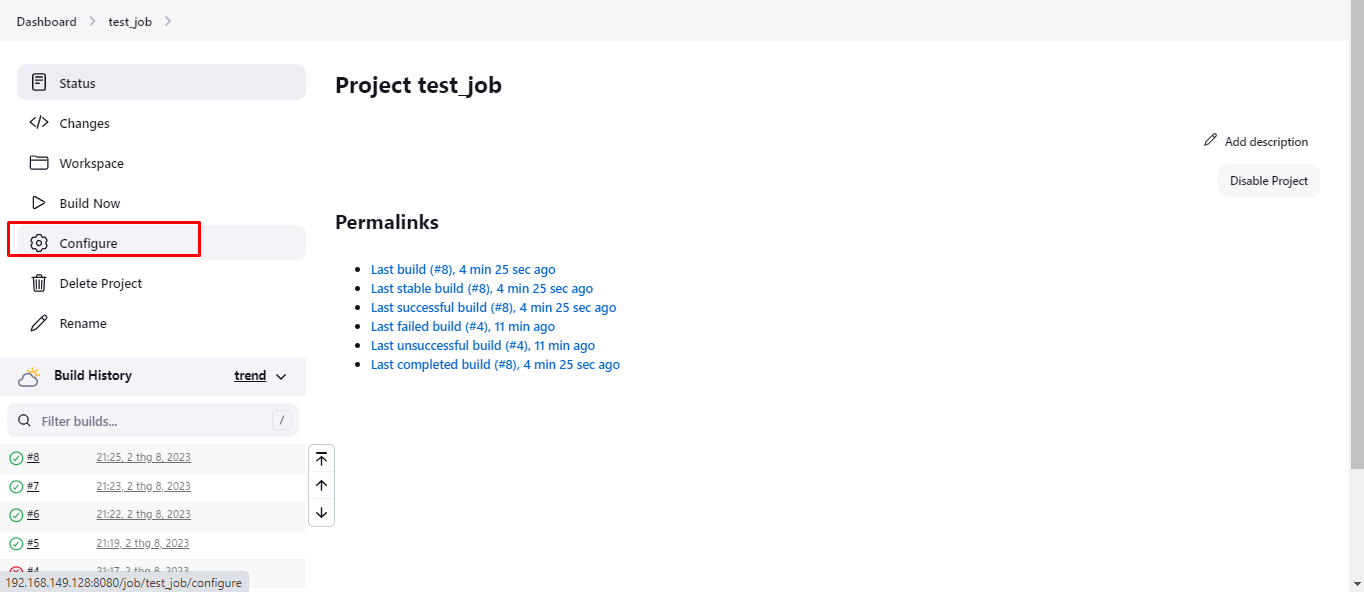 Dashboard
test_job
Status
Changes
Workspace
Build Now
Configure
Delete Project
Rename
Build History
trend
Filter builds...
/
#8 21:25, 2 thg 8, 2023
#7 21:23, 2 thg 8, 2023
#6 21:22, 2 thg 8, 2023
#5 21:19, 2 thg 8, 2023
#4 21:17, 2 thg 8, 2023
192.168.149.128:8080/job/test_job/configure
Project test_job
Add description
Disable Project
Permalinks
Last build (#8), 4 min 25 sec ago
Last stable build (#8), 4 min 25 sec ago
Last successful build (#8), 4 min 25 sec ago
Last failed build (#4), 11 min ago
Last unsuccessful build (#4), 11 min ago
Last completed build (#8), 4 min 25 sec ago